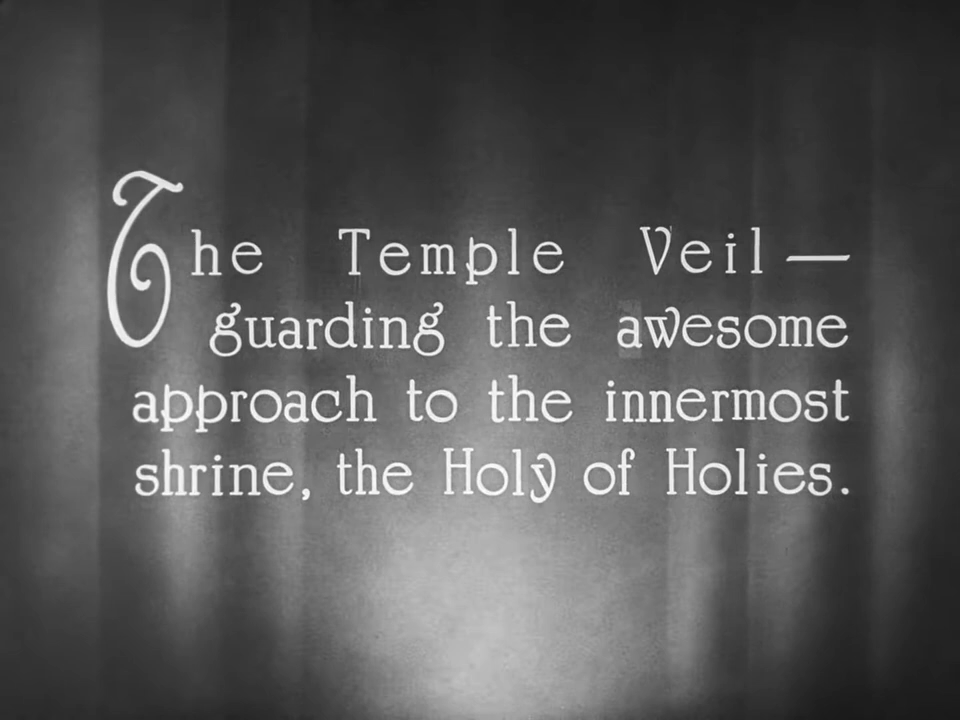 The Temple Veil —
guarding the awesome
approach to the innermost
shrine, the Holy of Holies.